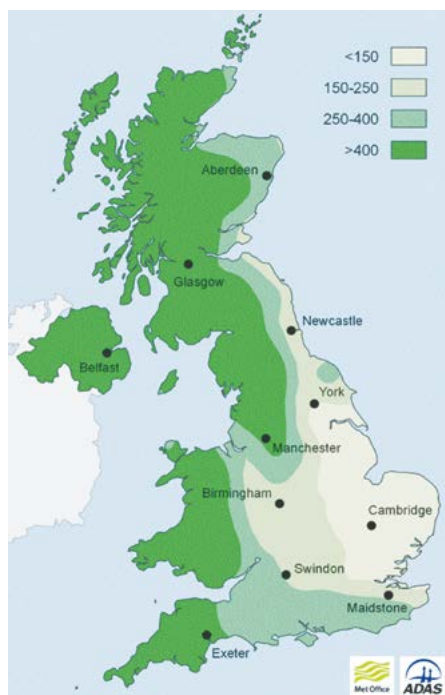 <150
150-250
250-400
>400
Aberdeen
Glasgow
Newcastle
Belfast
York
Manchester
Birmingham
Cambridge
Swindon
Maidstone
Exeter
Met Office
ADAS